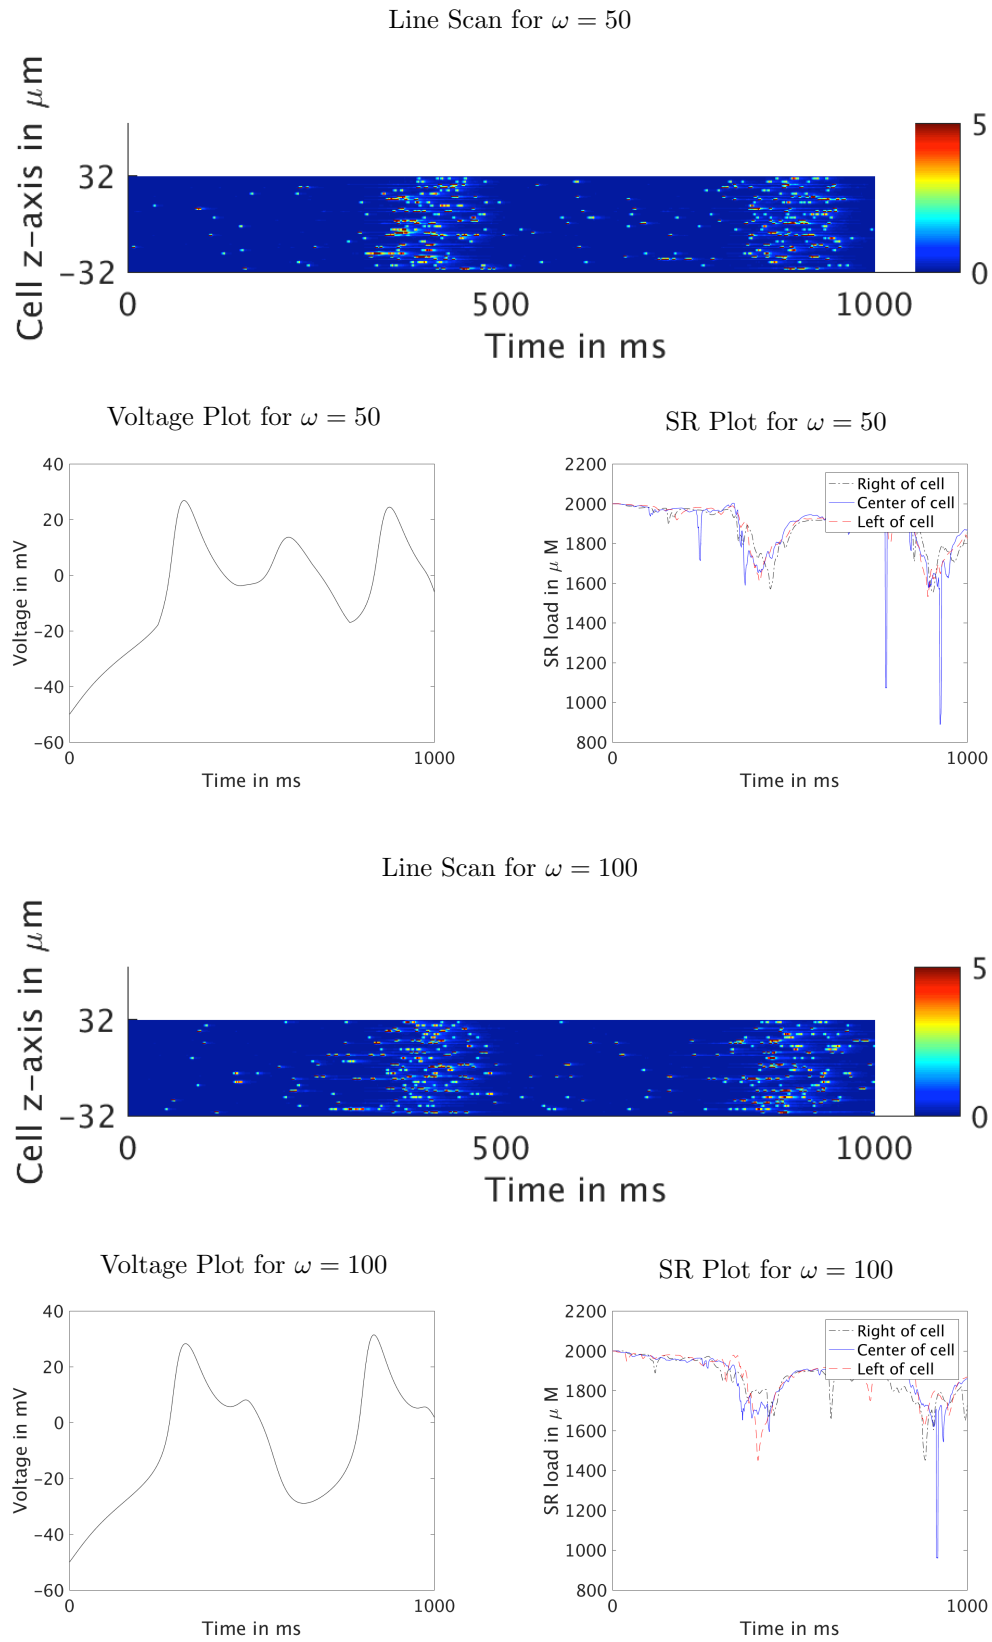 Line Scan for ω = 50
Cell z−axis in μm
32
−32
0
500
1000
Time in ms
5
0
Voltage Plot for ω = 50
Voltage in mV
40
20
0
−20
−40
−60
0
1000
Time in ms
SR Plot for ω = 50
SR load in μ M
2200
2000
1800
1600
1400
1200
1000
800
0
1000
Time in ms
Right of cell
Center of cell
Left of cell
Line Scan for ω = 100
Cell z−axis in μm
32
−32
0
500
1000
Time in ms
5
0
Voltage Plot for ω = 100
Voltage in mV
40
20
0
−20
−40
−60
0
1000
Time in ms
SR Plot for ω = 100
SR load in μ M
2200
2000
1800
1600
1400
1200
1000
800
0
1000
Time in ms
Right of cell
Center of cell
Left of cell